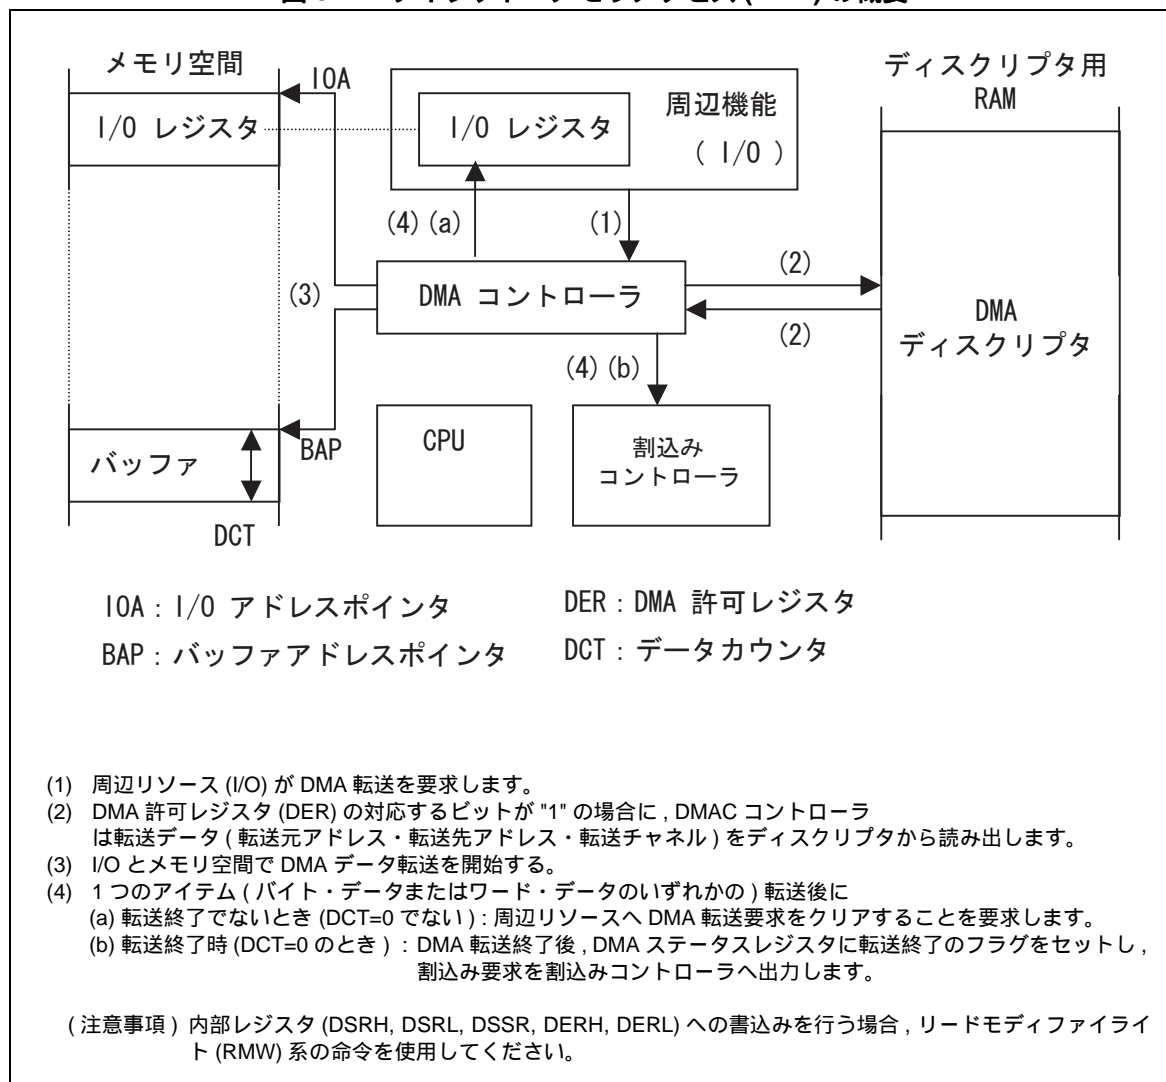 メモリ空間
IOA
I/O レジスタ
I/O レジスタ
周辺機能
( I/O )
ディスクリプタ用
RAM
(4)(a)
(1)
(3)
DMA コントローラ
(2)
(2)
DMA
ディスクリプタ
(4)(b)
BAP
バッファ
DCT
CPU
割込み
コントローラ
IOA : I/O アドレスポインタ
DER : DMA 許可レジスタ
BAP : バッファアドレスポインタ
DCT : データカウンタ
(1) 周辺リソース (I/O) が DMA 転送を要求します。
(2) DMA 許可レジスタ (DER) の対応するビットが "1" の場合に , DMAC コントローラ
は転送データ ( 転送元アドレス・転送先アドレス・転送チャネル ) をディスクリプタから読み出します。
(3) I/O とメモリ空間で DMA データ転送を開始する。
(4) 1 つのアイテム ( バイト・データまたはワード・データのいずれかの ) 転送後に
(a) 転送終了でないとき (DCT=0 でない ) : 周辺リソースへ DMA 転送要求をクリアすることを要求します。
(b) 転送終了時 (DCT=0 のとき ) : DMA 転送終了後 , DMA ステータスレジスタに転送終了のフラグをセットし ,
割込み要求を割込みコントローラへ出力します。
( 注意事項 ) 内部レジスタ (DSRH, DSRL, DSSR, DERH, DERL) への書込みを行う場合 , リードモディファイライ
ト (RMW) 系の命令を使用してください。